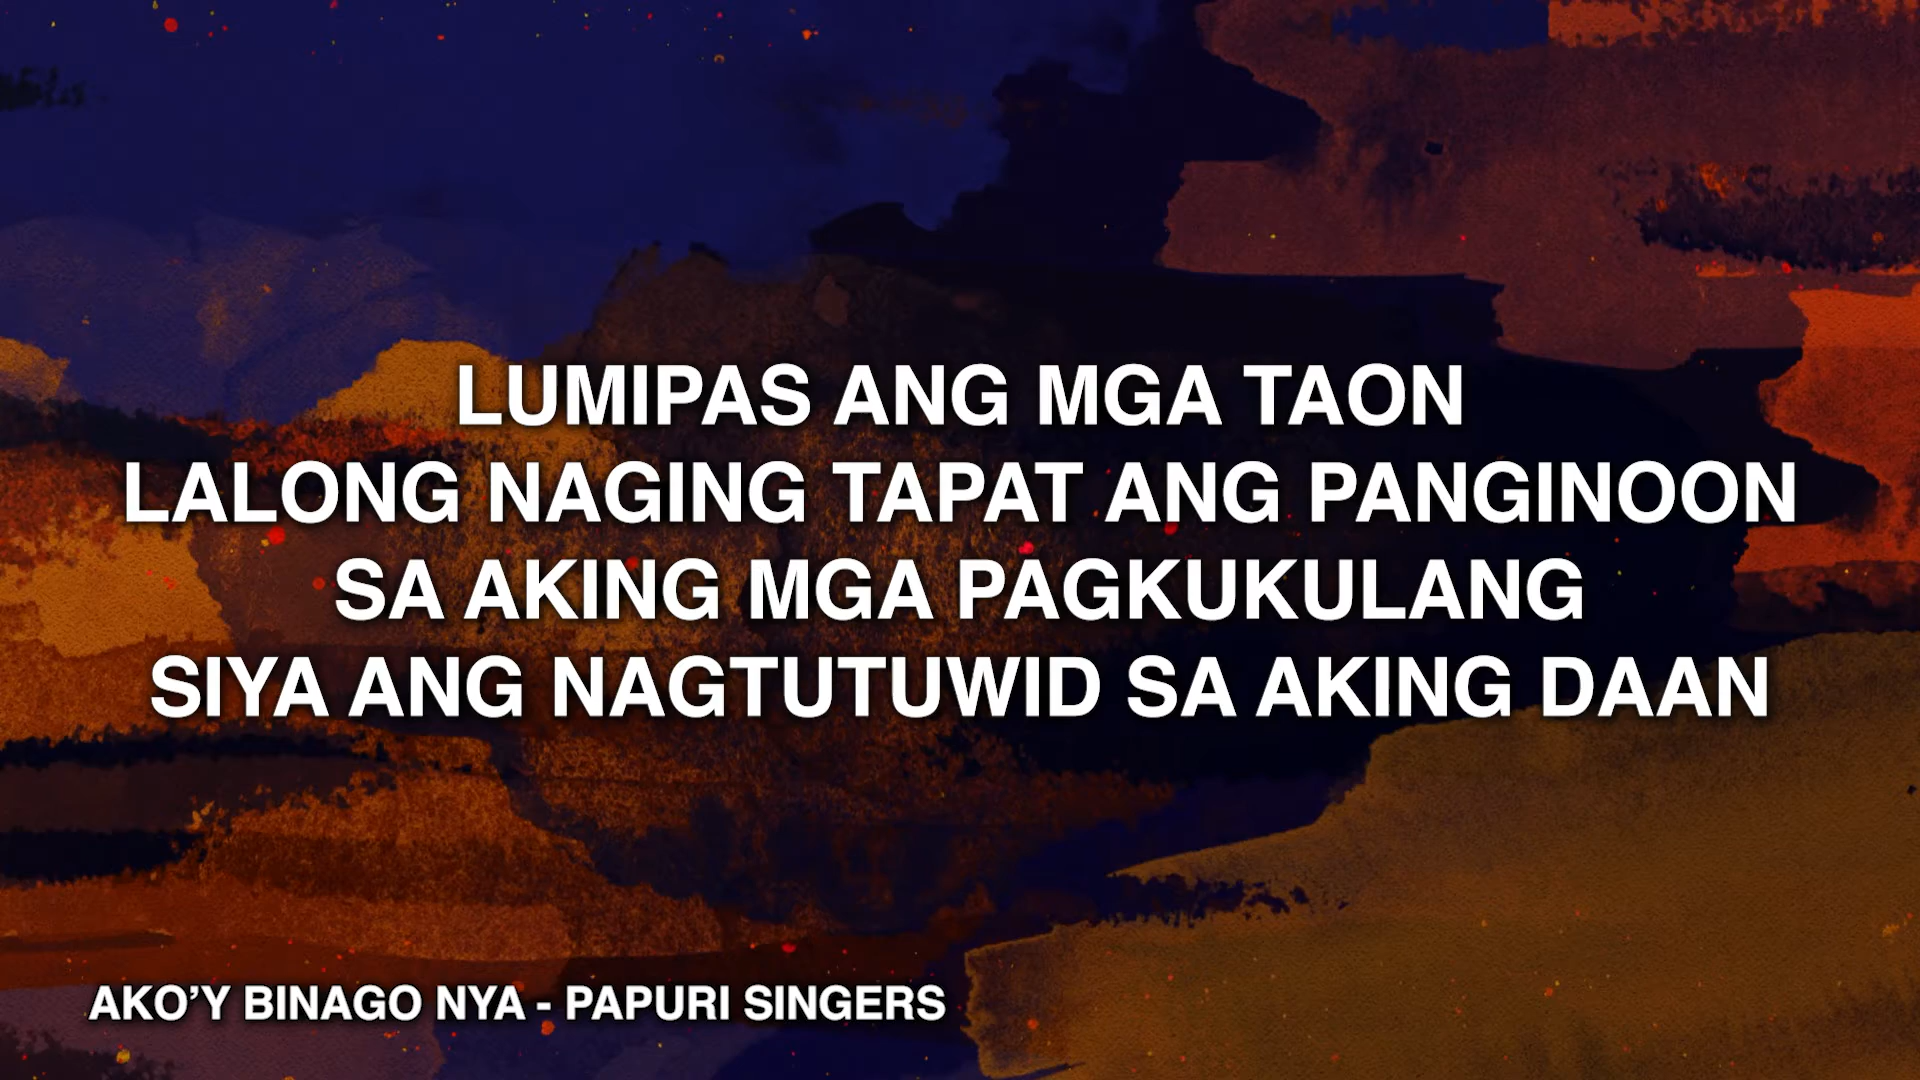 LUMIPAS ANG MGA TAON
LALONG NAGING TAPAT ANG PANGINOON
SA AKING MGA PAGKUKULANG
SIYA ANG NAGTUTUWID SA AKING DAAN
AKO’Y BINAGO NYA - PAPURI SINGERS